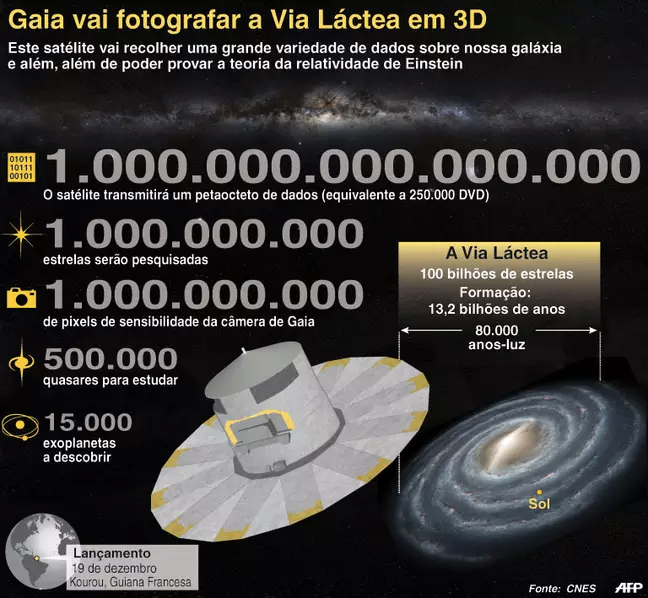 Gaia vai fotografar a Via Láctea em 3D
Este satélite vai recolher uma grande variedade de dados sobre nossa galáxia
e além, além de poder provar a teoria da relatividade de Einstein
01011
10111
00101
1.000.000.000.000.000
O satélite transmitirá um petaocteto de dados (equivalente a 250.000 DVD)
1.000.000.000
estrelas serão pesquisadas
1.000.000.000
de pixels de sensibilidade da câmera de Gaia
500.000
quasares para estudar
15.000
exoplanetas
a descobrir
A Via Láctea
100 bilhões de estrelas
Formação:
13,2 bilhões de anos
80.000
anos-luz
Sol
Lançamento
19 de dezembro
Kourou, Guiana Francesa
Fonte: CNES
AFP